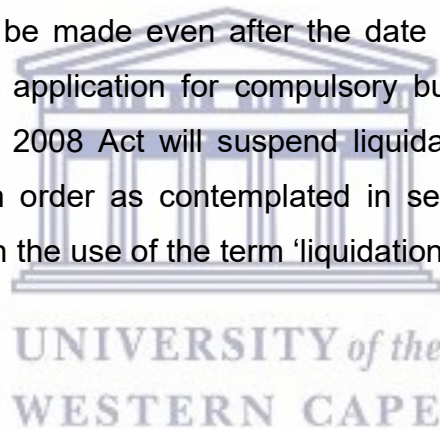 be made even after the date
application for compulsory bu
2008 Act will suspend liquida
order as contemplated in se
the use of the term ‘liquidation
UNIVERSITY of the
WESTERN CAPE